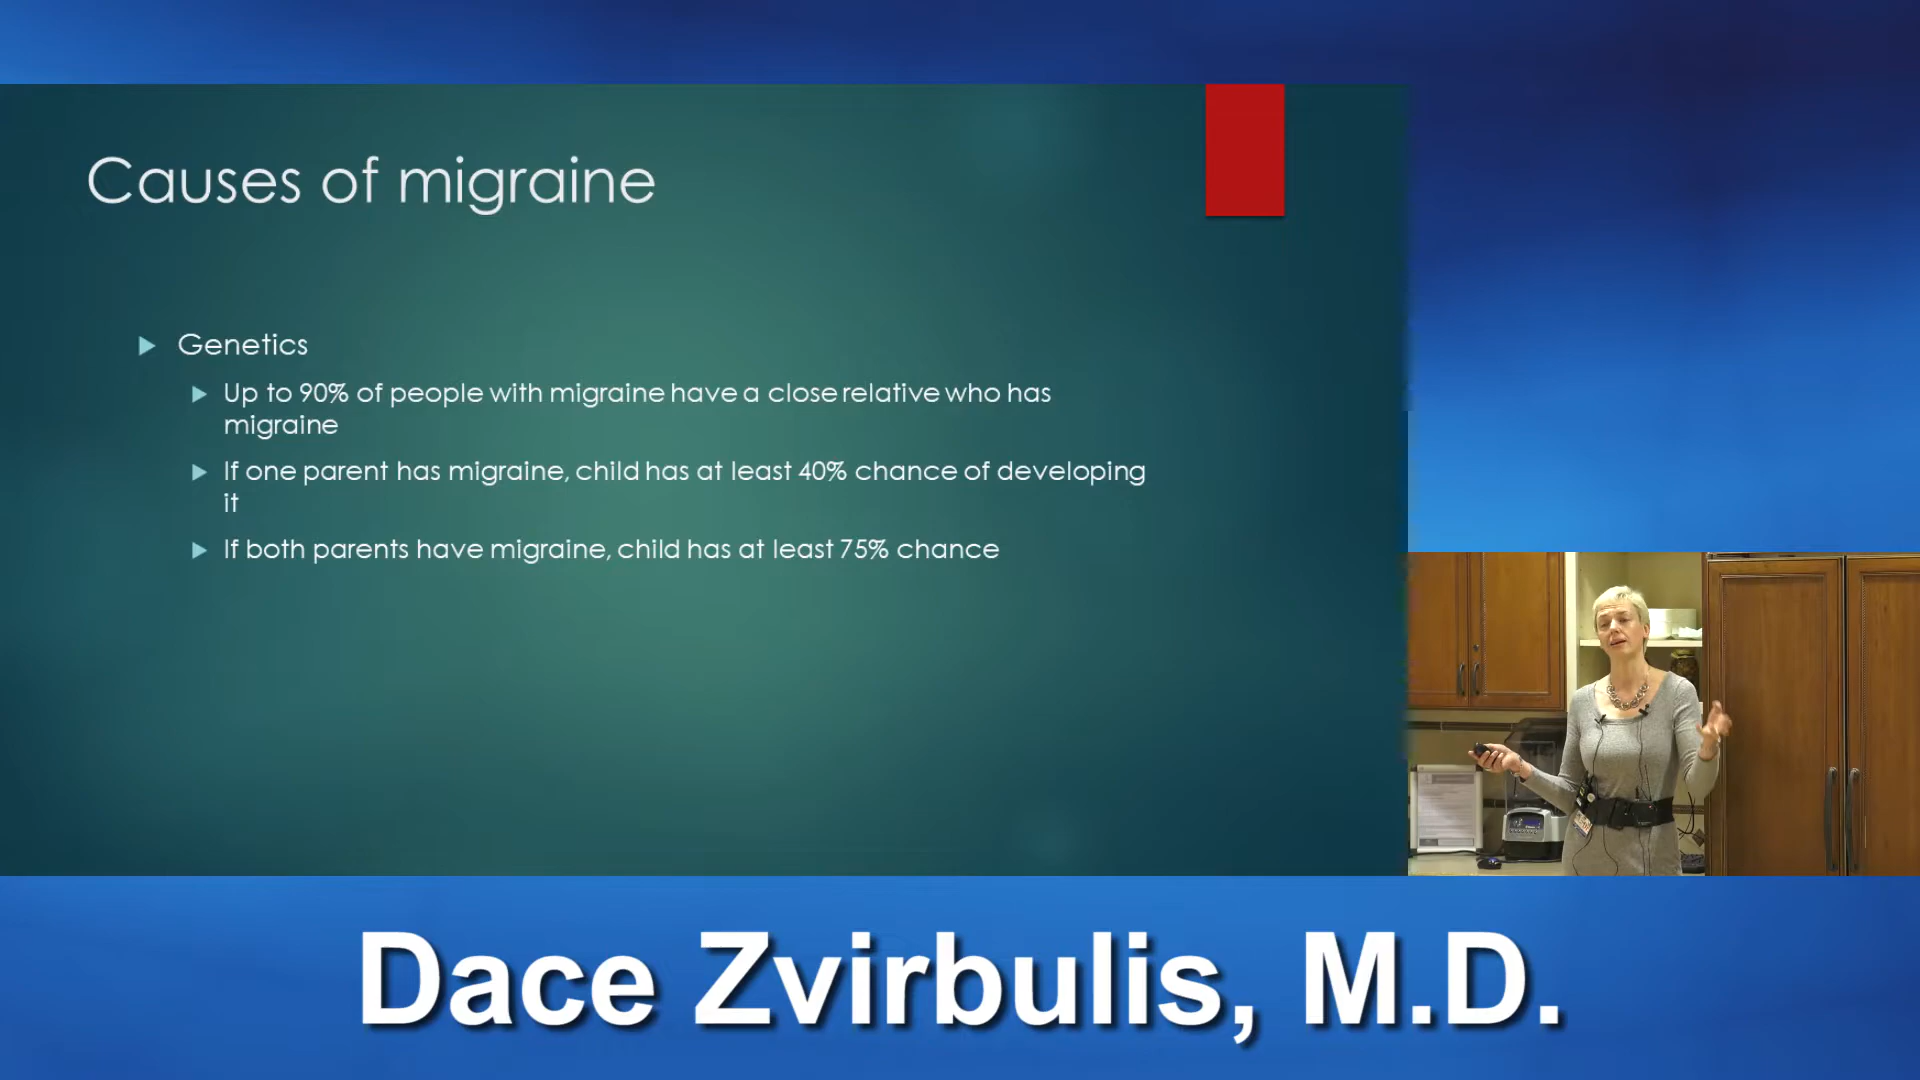 Causes of migraine
Genetics
Up to 90% of people with migraine have a close relative who has
migraine
If one parent has migraine, child has at least 40% chance of developing
it
If both parents have migraine, child has at least 75% chance
Dace Zvirbulis, M.D.